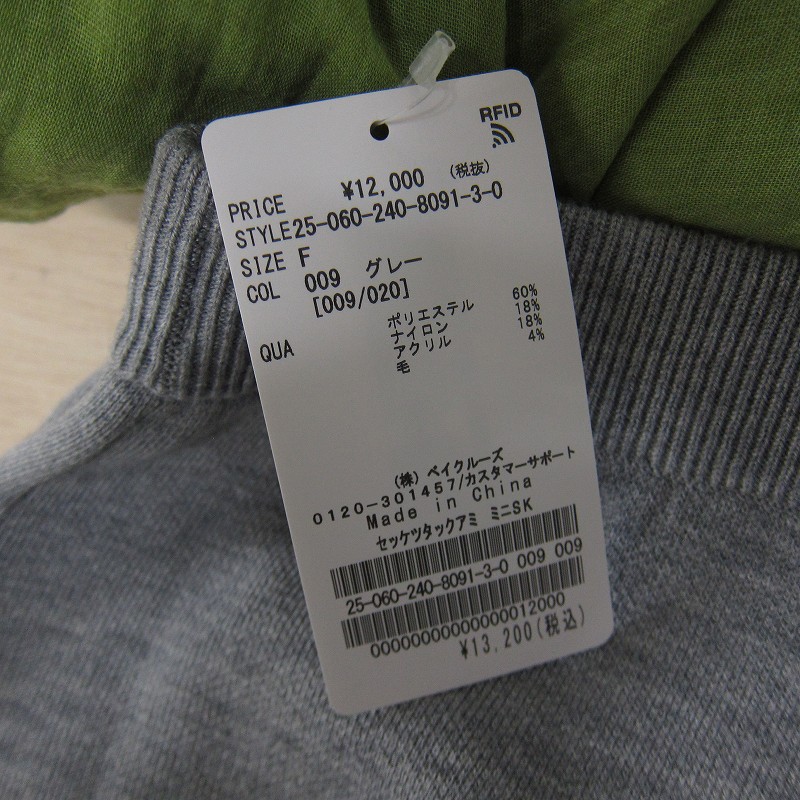 RFID
PRICE ¥12,000 (税抜)
STYLE 25-060-240-8091-3-0
SIZE F
COL 009 グレー
[009/020]
QUA ポリエステル 60%
ナイロン 18%
アクリル 18%
毛 4%
(株) ベイクルーズ
0120-301457/カスタマーサポート
Made in China
セッケツタックアミ ミニSK
25-060-240-8091-3-0 009 009
00000000000000012000
¥13,200(税込)